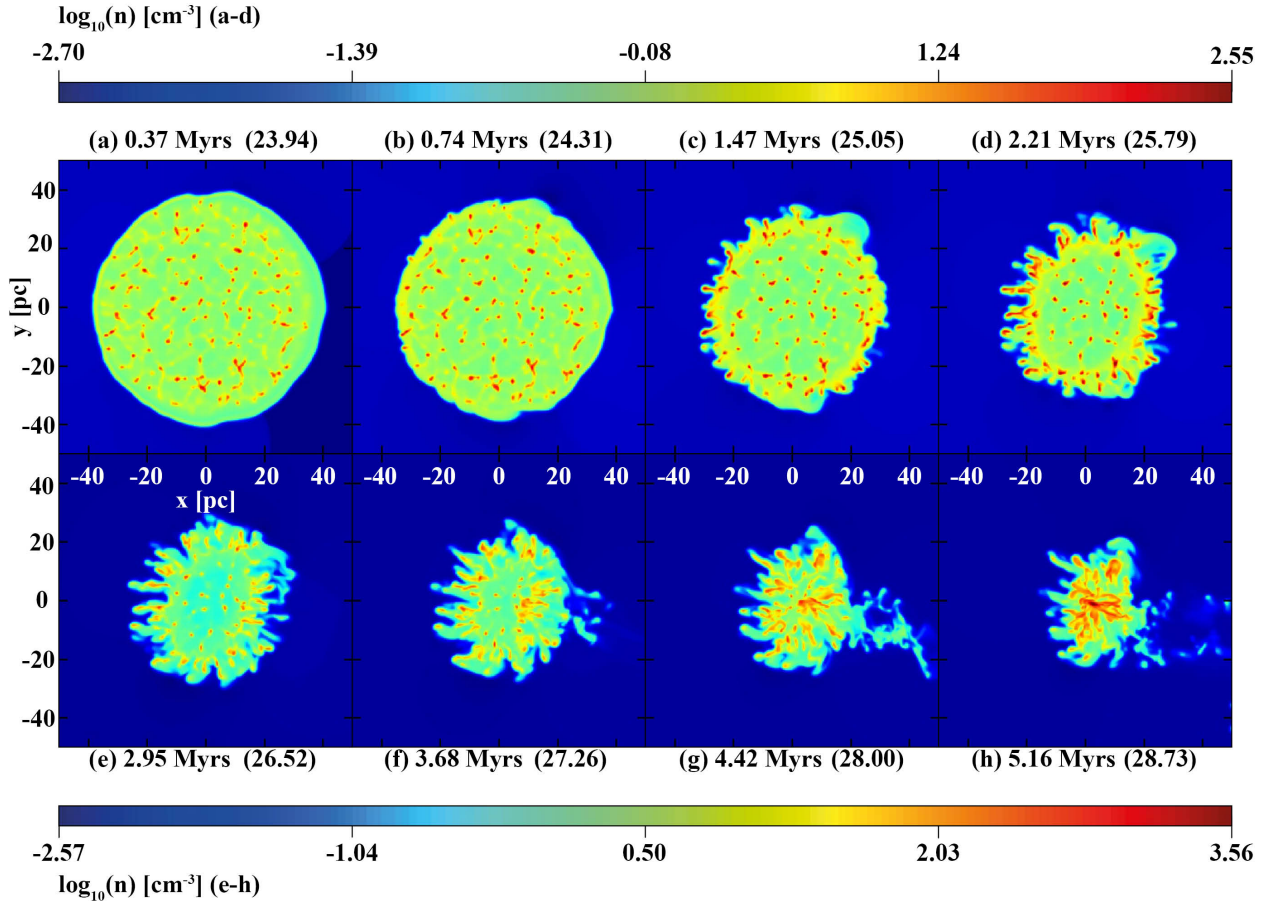 log₁₀(n) [cm⁻³] (a-d)
-2.70 -1.39 -0.08 1.24 2.55
(a) 0.37 Myrs (23.94) (b) 0.74 Myrs (24.31) (c) 1.47 Myrs (25.05) (d) 2.21 Myrs (25.79)
40
20
y [pc]
0
-20
-40
-40 -20 0 20 40 -40 -20 0 20 40 -40 -20 0 20 40 -40 -20 0 20 40
x [pc]
40
20
0
-20
-40
(e) 2.95 Myrs (26.52) (f) 3.68 Myrs (27.26) (g) 4.42 Myrs (28.00) (h) 5.16 Myrs (28.73)
-2.57 -1.04 0.50 2.03 3.56
log₁₀(n) [cm⁻³] (e-h)